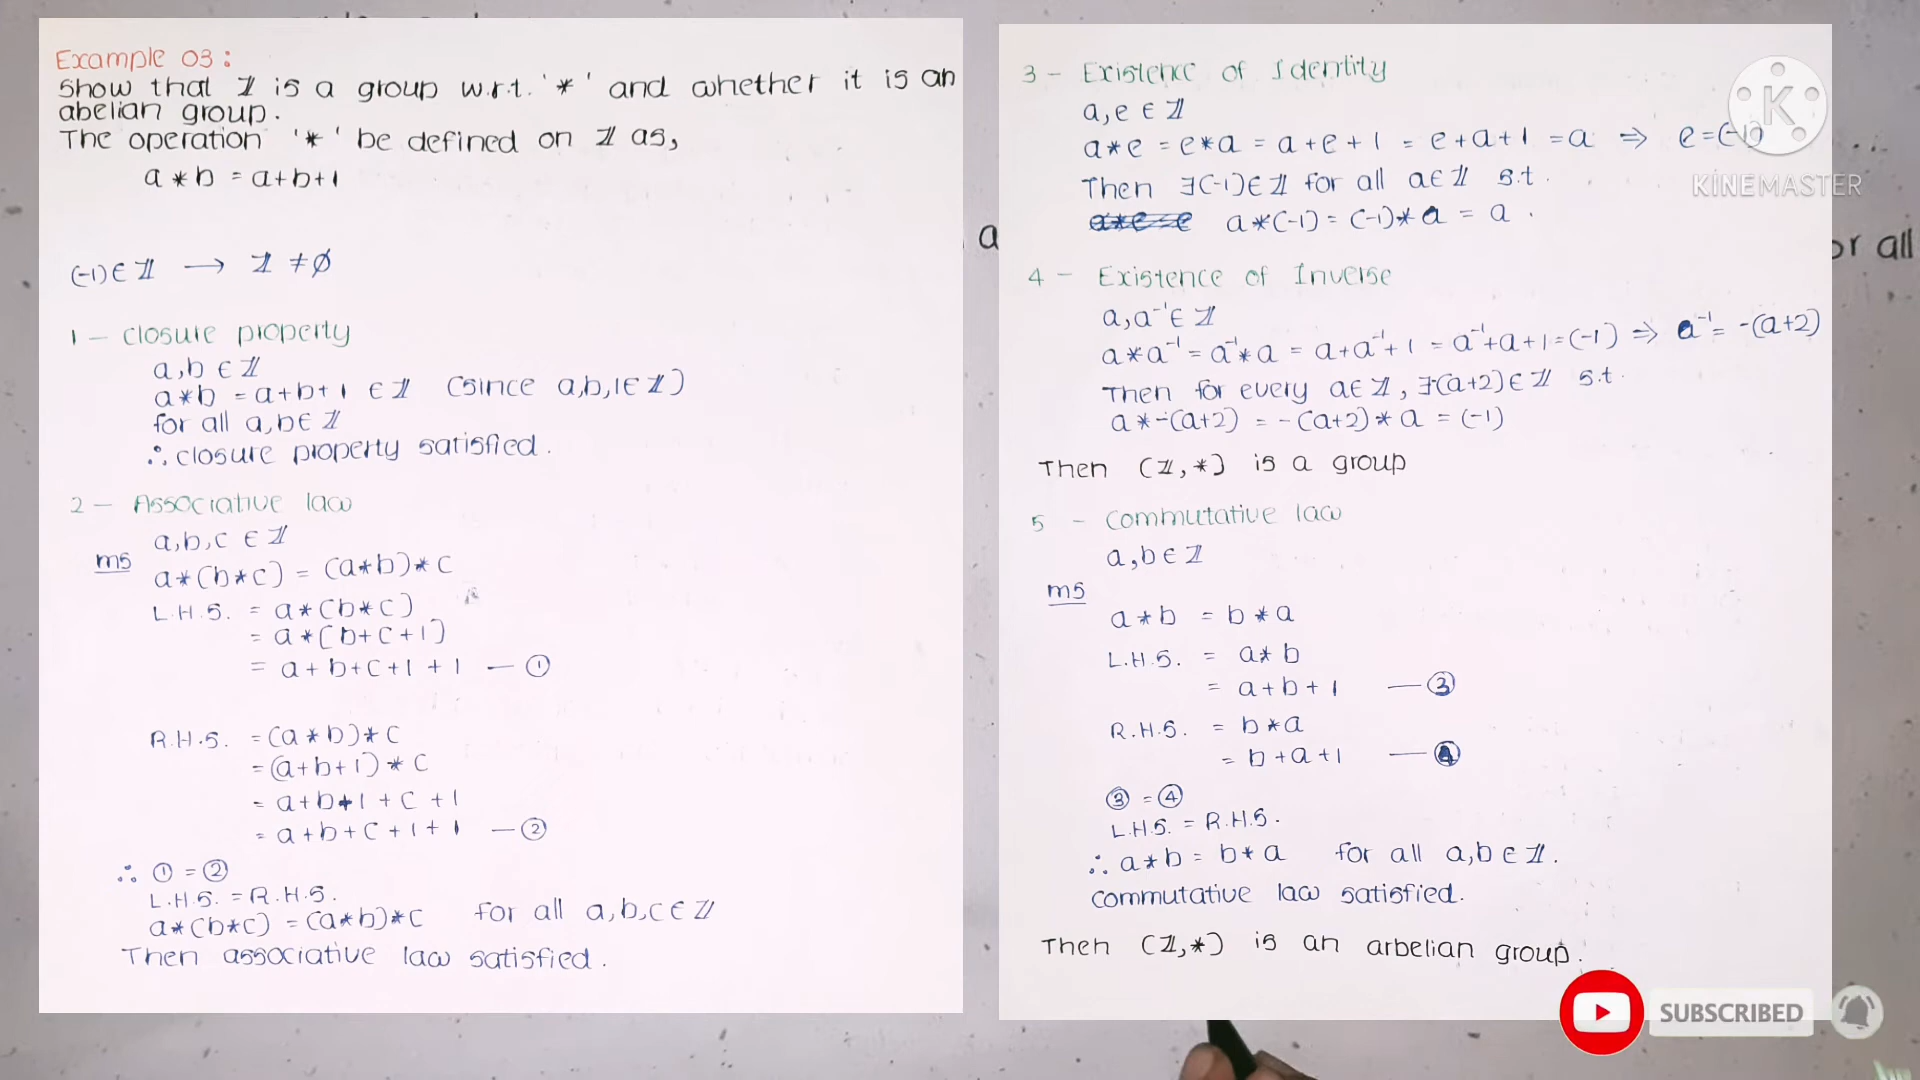 Example 03:
Show that ℤ is a group w.r.t. '*' and whether it is an
abelian group.
The operation '*' be defined on ℤ as,
a * b = a+b+1
(-1) ∈ ℤ → ℤ ≠ ∅
1 - closure property
a,b ∈ ℤ
a*b = a+b+1 ∈ ℤ (since a,b,1∈ℤ)
for all a,b∈ℤ
∴ closure property satisfied.
2 - Associative law
a,b,c ∈ ℤ
ms
a*(b*c) = (a*b)*c
L.H.S. = a*(b*c)
= a*(b+c+1)
= a+b+c+1+1 — ①
R.H.S. =(a*b)*c
=(a+b+1)*c
= a+b+1+c+1
= a+b+c+1+1 — ②
∴ ① = ②
L.H.S. = R.H.S.
a*(b*c) = (a*b)*c for all a,b,c∈ℤ
Then associative law satisfied.
3 - Existence of Identity
a,e ∈ ℤ
a*e = e*a = a+e+1 = e+a+1 = a ⇒ e=(-1)
Then ∃(-1)∈ℤ for all a∈ℤ s.t.
a*(-1) = (-1)*a = a.
4 - Existence of Inverse
a,a⁻¹∈ℤ
a*a⁻¹ = a⁻¹*a = a+a⁻¹+1 = a⁻¹+a+1=(-1) ⇒ a⁻¹= -(a+2)
Then for every a∈ℤ, ∃-(a+2)∈ℤ s.t.
a*-(a+2) = -(a+2)*a = (-1)
Then (ℤ,*) is a group
5 - Commutative law
a,b∈ℤ
ms
a*b = b*a
L.H.S. = a*b
= a+b+1 — ③
R.H.S. = b*a
= b+a+1 — ④
③ = ④
L.H.S. = R.H.S.
∴ a*b = b*a for all a,b∈ℤ.
commutative law satisfied.
Then (ℤ,*) is an arbelian group.
K
KINEMASTER
a
or all
SUBSCRIBED